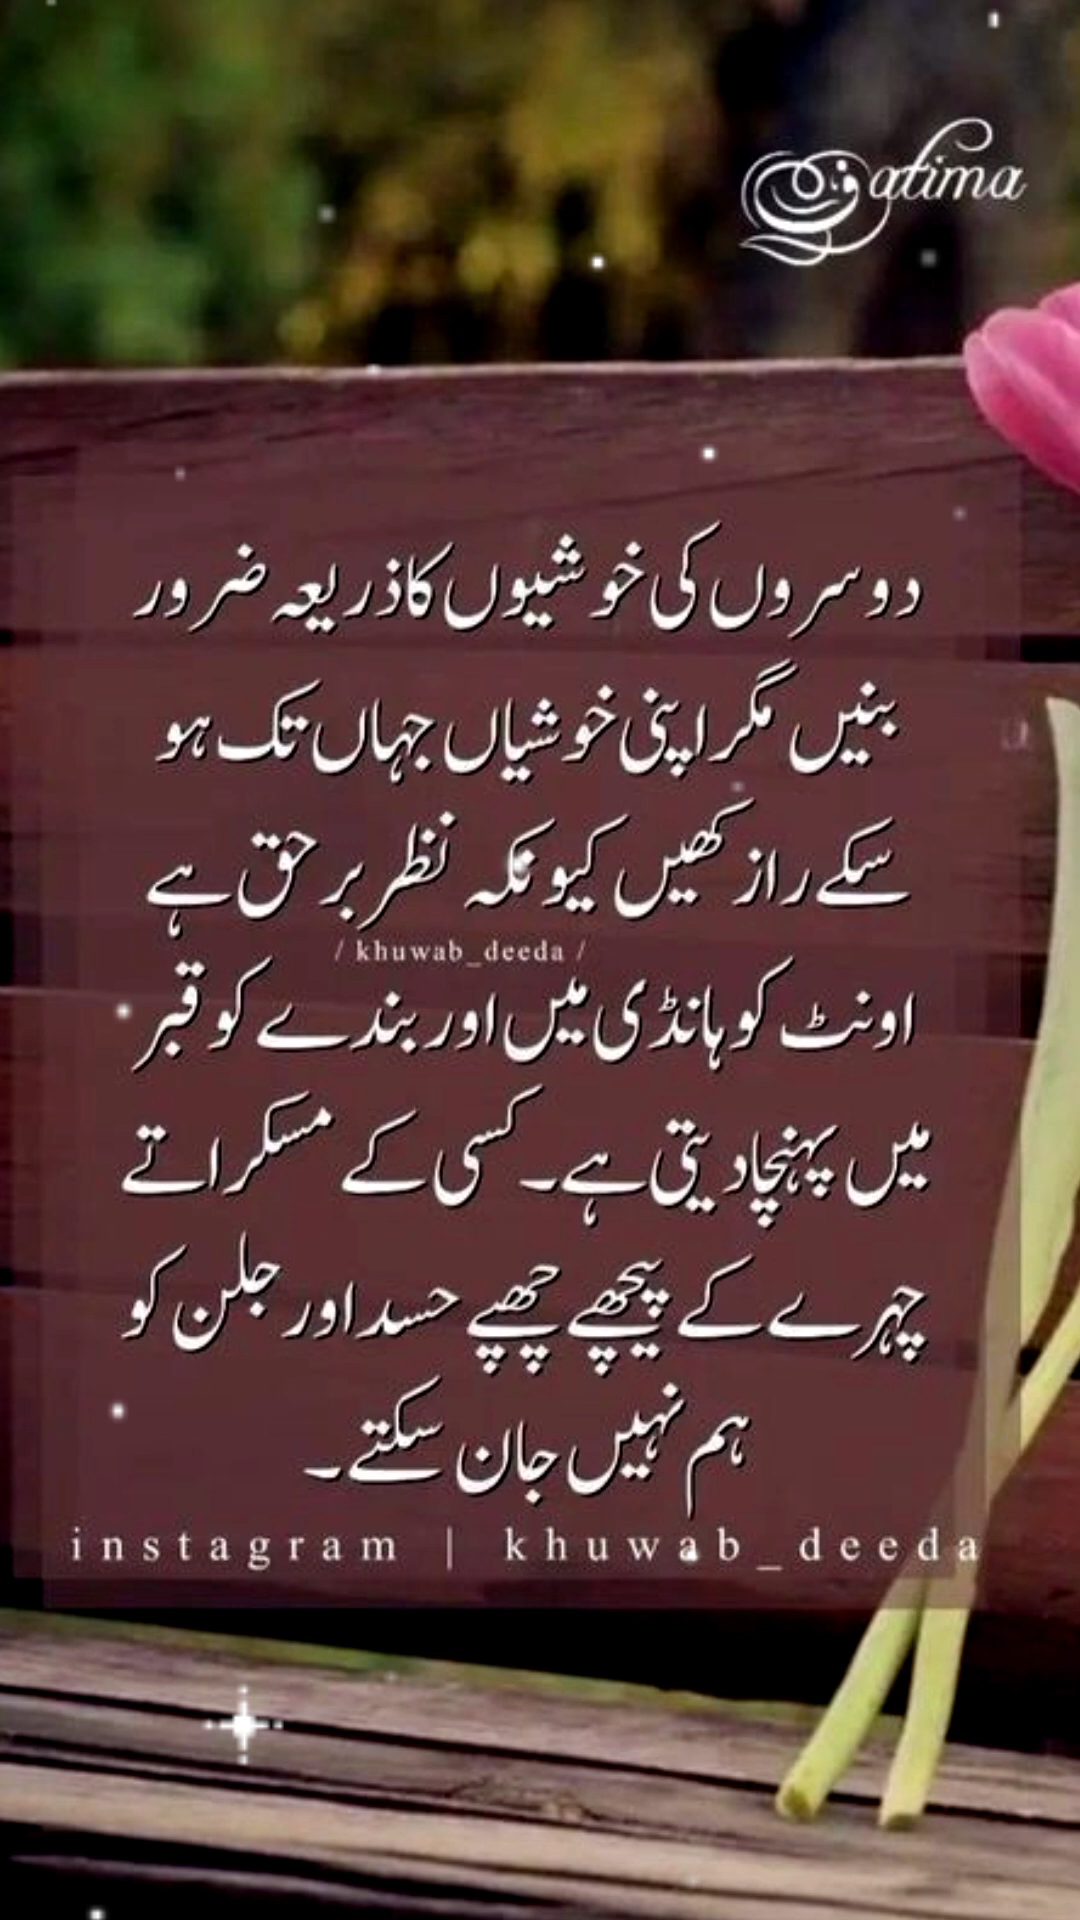 Fatima
دوسروں کی خوشیوں کا ذریعہ ضرور
بنیں مگر اپنی خوشیاں جہاں تک ہو
سکے راز رکھیں کیونکہ نظر بر حق ہے
/ khuwab_deeda /
اونٹ کو ہانڈی میں اور بندے کو قبر
میں پہنچا دیتی ہے۔ کسی کے مسکراتے
چہرے کے پیچھے چھپے حسد اور جلن کو
ہم نہیں جان سکتے۔
instagram | khuwab_deeda